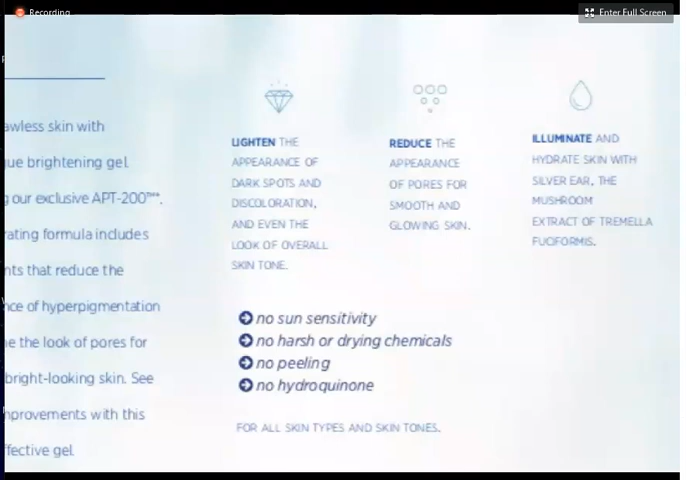 Recording
Enter Full Screen
awless skin with
ue brightening gel
g our exclusive APT-200™*.
rating formula includes
nts that reduce the
nce of hyperpigmentation
e the look of pores for
bright-looking skin. See
mprovements with this
ffective gel.
LIGHTEN THE
APPEARANCE OF
DARK SPOTS AND
DISCOLORATION,
AND EVEN THE
LOOK OF OVERALL
SKIN TONE.
REDUCE THE
APPEARANCE
OF PORES FOR
SMOOTH AND
GLOWING SKIN.
ILLUMINATE AND
HYDRATE SKIN WITH
SILVER EAR, THE
MUSHROOM
EXTRACT OF TREMELLA
FUCIFORMIS.
no sun sensitivity
no harsh or drying chemicals
no peeling
no hydroquinone
FOR ALL SKIN TYPES AND SKIN TONES.